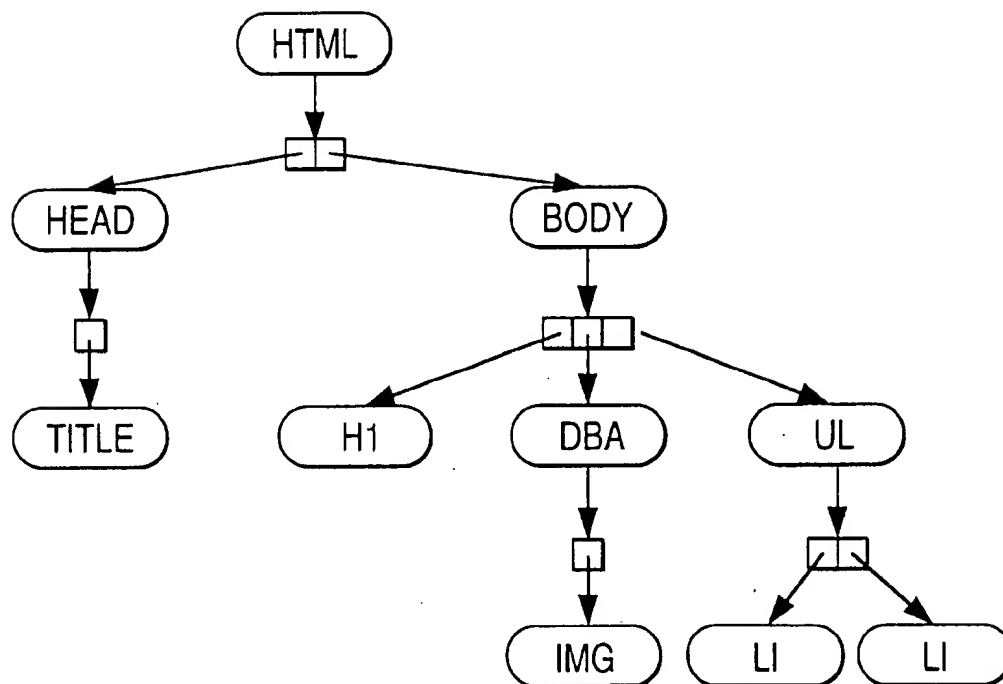 HTML
HEAD
BODY
TITLE
H1
DBA
UL
IMG
LI
LI